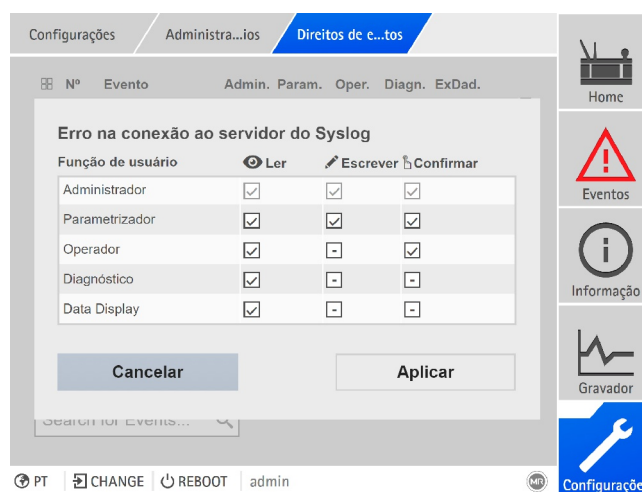 Configurações
Administra...ios
Direitos de e...tos
Nº Evento Admin. Param. Oper. Diagn. ExDad.
Erro na conexão ao servidor do Syslog
Função de usuário Ler Escrever Confirmar
Administrador
Parametrizador
Operador
Diagnóstico
Data Display
Cancelar
Aplicar
Search for Events...
PT CHANGE REBOOT admin
MR
Home
Eventos
Informação
Gravador
Configuraçõe